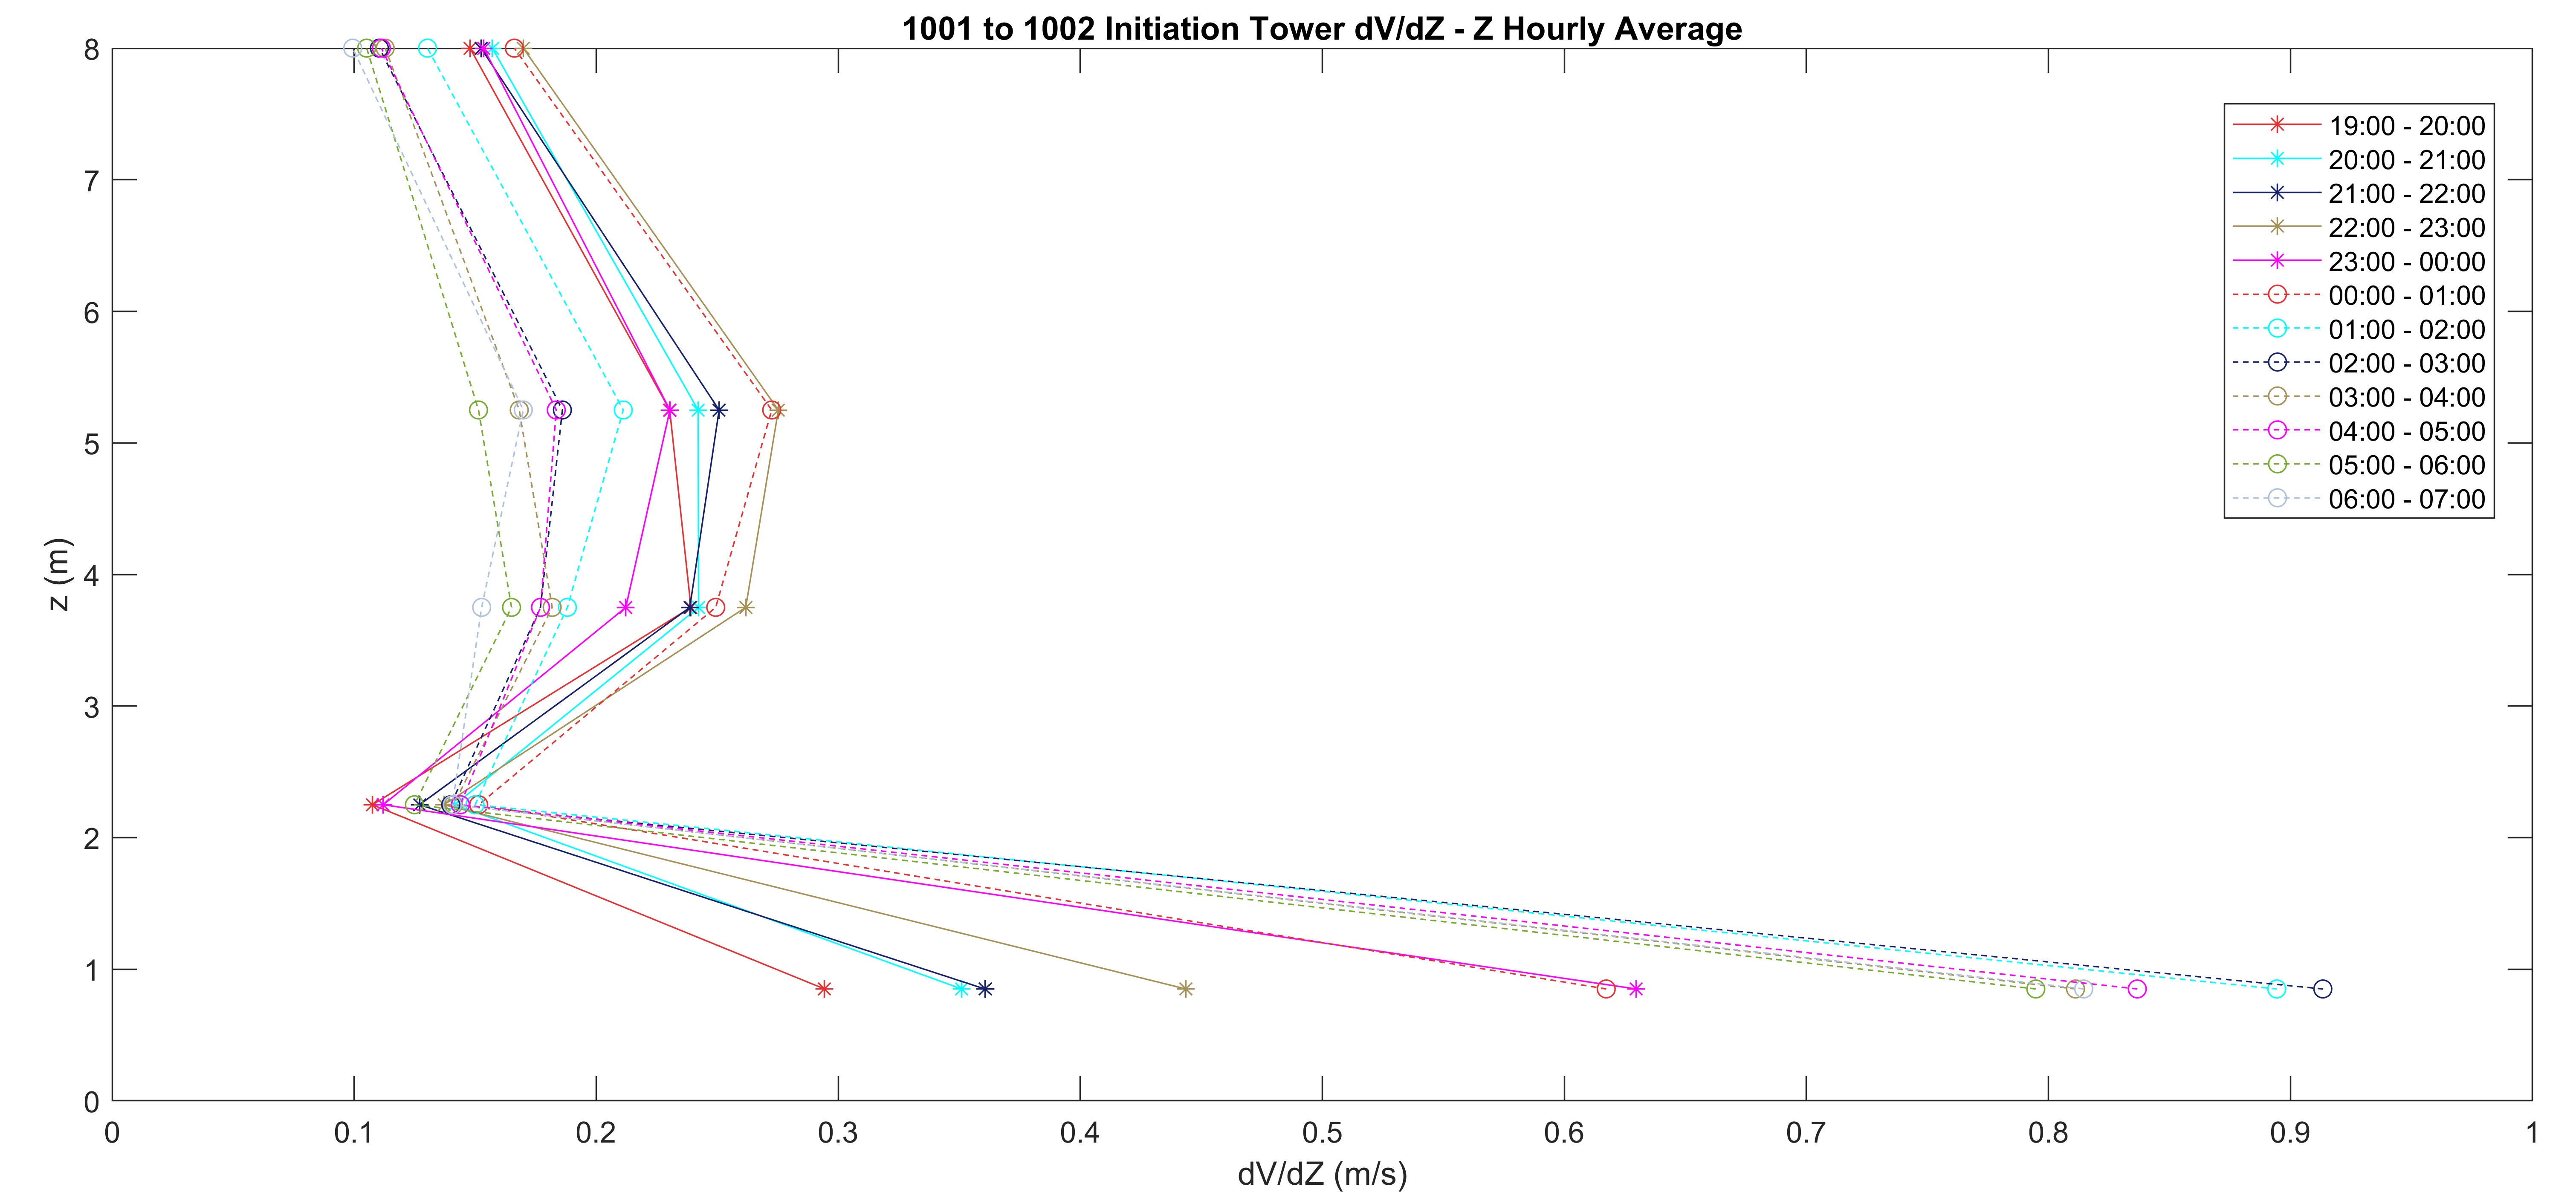 1001 to 1002 Initiation Tower dV/dZ - Z Hourly Average
8
7
6
5
4
3
2
1
0
z (m)
19:00 - 20:00
20:00 - 21:00
21:00 - 22:00
22:00 - 23:00
23:00 - 00:00
00:00 - 01:00
01:00 - 02:00
02:00 - 03:00
03:00 - 04:00
04:00 - 05:00
05:00 - 06:00
06:00 - 07:00
0 0.1 0.2 0.3 0.4 0.5 0.6 0.7 0.8 0.9 1
dV/dZ (m/s)